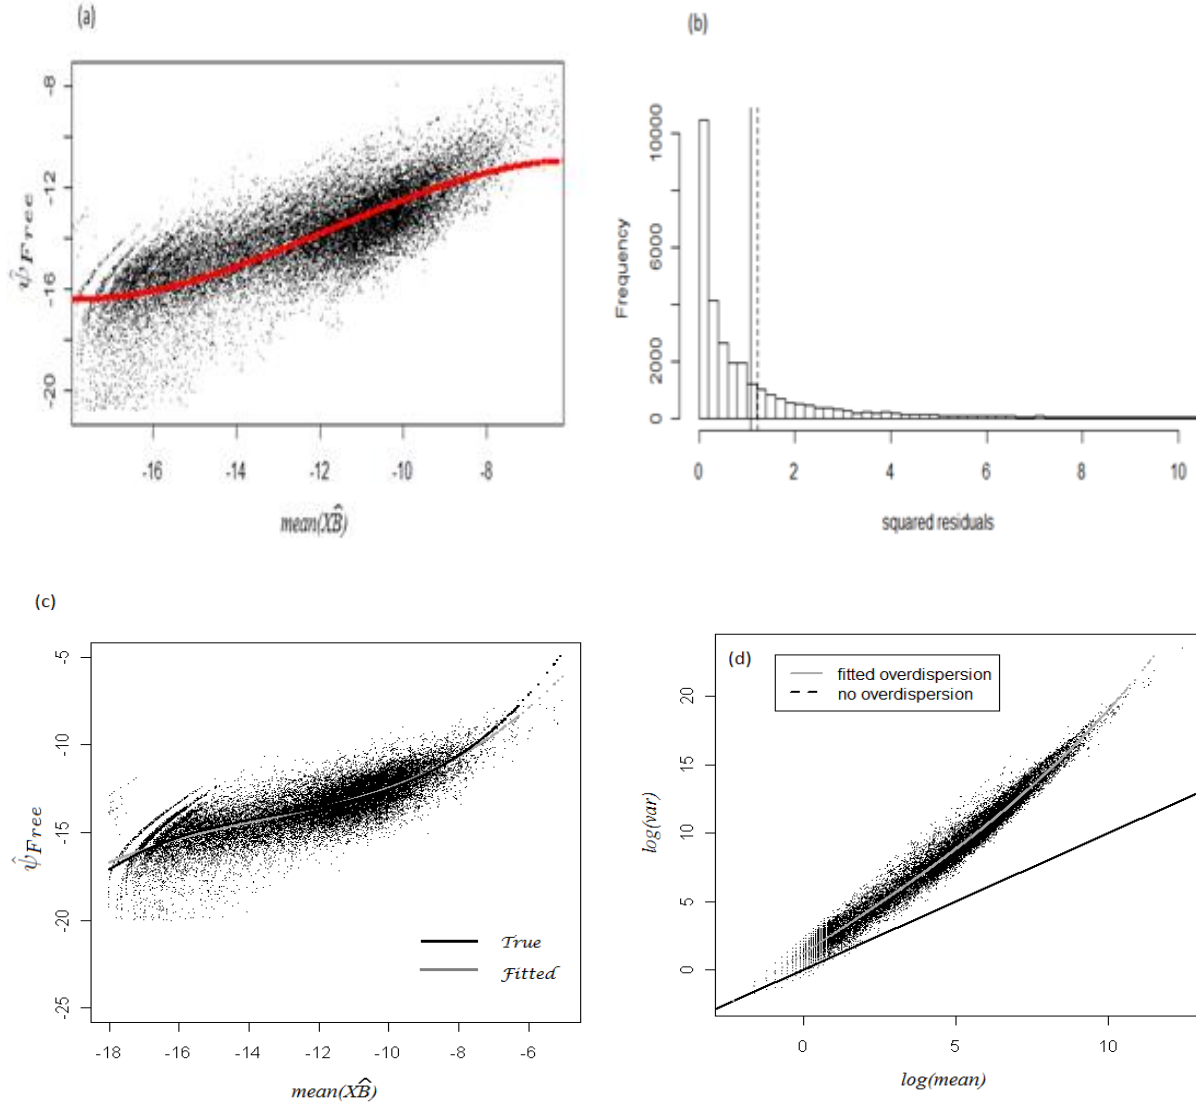 (a)
-8
-12
-16
-20
ψ̂Free
-16 -14 -12 -10 -8
mean(XB̂)
(b)
10000
6000
2000
0
Frequency
0 2 4 6 8 10
squared residuals
(c)
-5
-10
-15
-20
-25
ψ̂Free
True
Fitted
-18 -16 -14 -12 -10 -8 -6
mean(XB̂)
(d)
fitted overdispersion
no overdispersion
20
15
10
5
0
log(var)
0 5 10
log(mean)